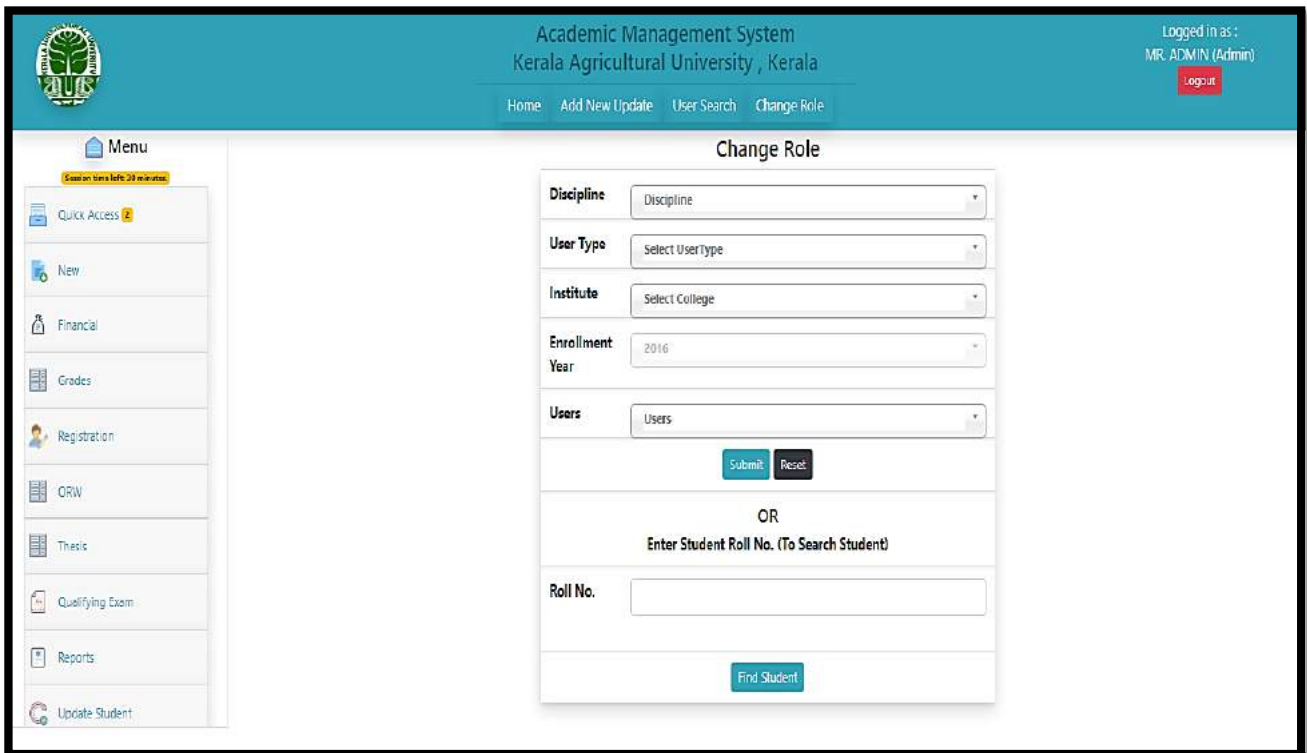 Academic Management System
Kerala Agricultural University , Kerala
Logged in as :
MR. ADMIN (Admin)
Logout
Home Add New Update User Search Change Role
Menu
Session time left: 20 minutes.
Quick Access 2
New
Financial
Grades
Registration
ORW
Thesis
Qualifying Exam
Reports
Update Student
Change Role
Discipline Discipline
User Type Select UserType
Institute Select College
Enrollment
Year
2016
Users Users
Submit Reset
OR
Enter Student Roll No. (To Search Student)
Roll No.
Find Student